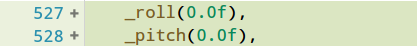 527 + _roll(0.0f),
528 + _pitch(0.0f),